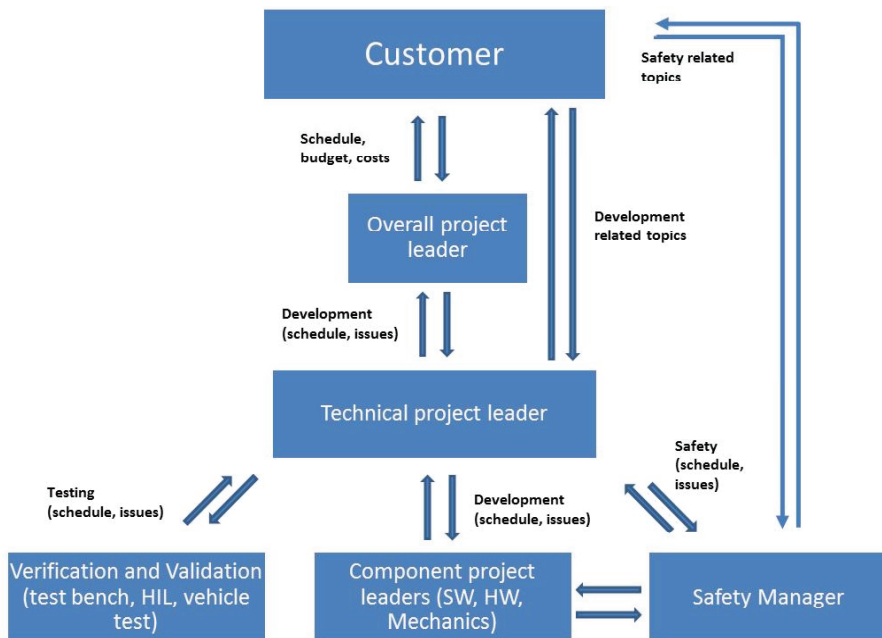 Customer
Safety related
topics
Schedule,
budget, costs
Overall project
leader
Development
related topics
Development
(schedule, issues)
Technical project leader
Safety
(schedule,
issues)
Testing
(schedule, issues)
Development
(schedule, issues)
Verification and Validation
(test bench, HIL, vehicle
test)
Component project
leaders (SW, HW,
Mechanics)
Safety Manager